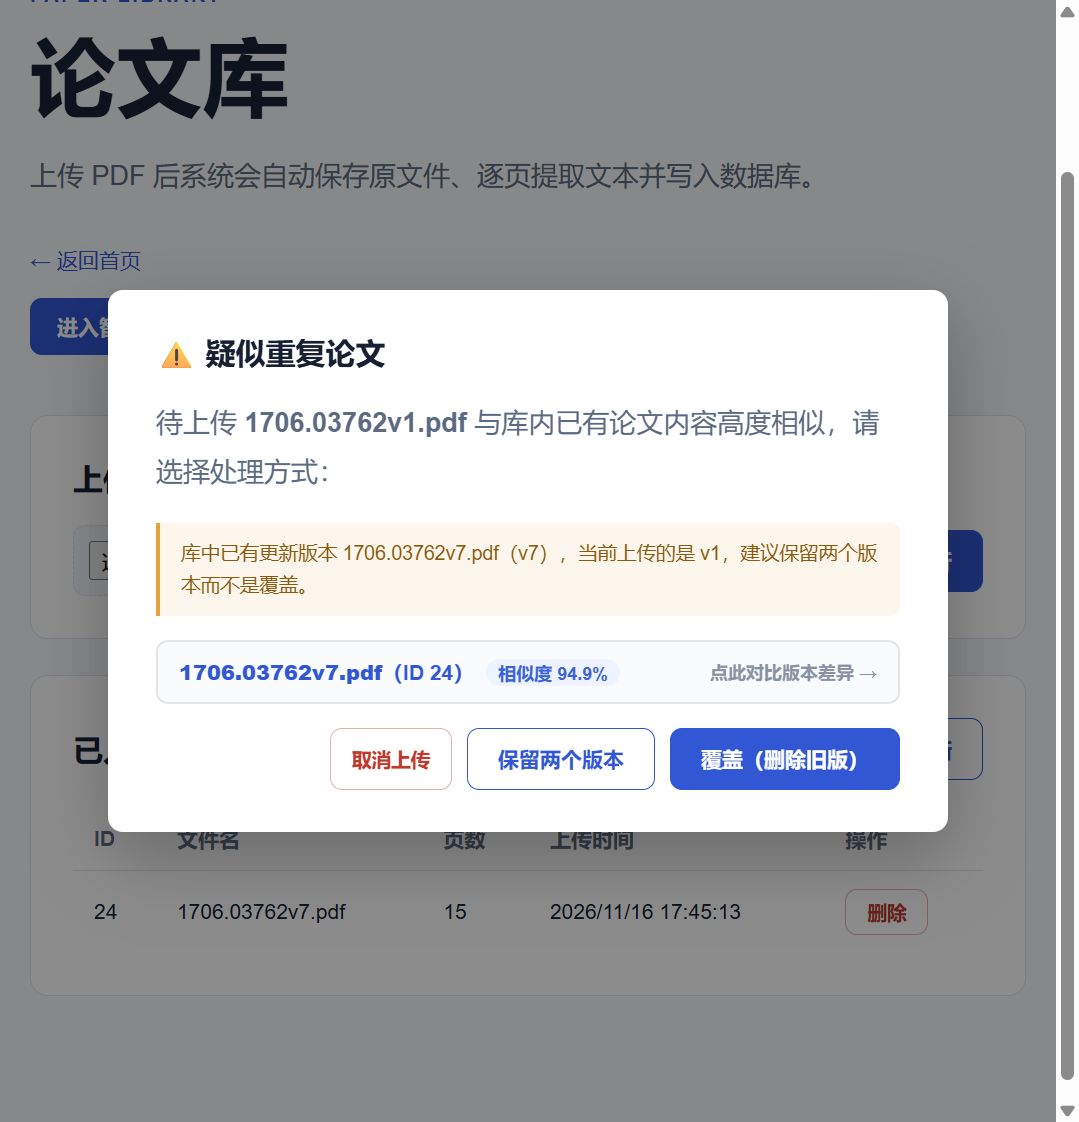 论文库
上传 PDF 后系统会自动保存原文件、逐页提取文本并写入数据库。
← 返回首页
进入
疑似重复论文
待上传 1706.03762v1.pdf 与库内已有论文内容高度相似，请
选择处理方式：
库中已有更新版本 1706.03762v7.pdf（v7），当前上传的是 v1，建议保留两个版
本而不是覆盖。
1706.03762v7.pdf（ID 24） 相似度 94.9% 点此对比版本差异 →
取消上传 保留两个版本 覆盖（删除旧版）
上
已
ID 文件名 页数 上传时间 操作
24 1706.03762v7.pdf 15 2026/11/16 17:45:13 删除